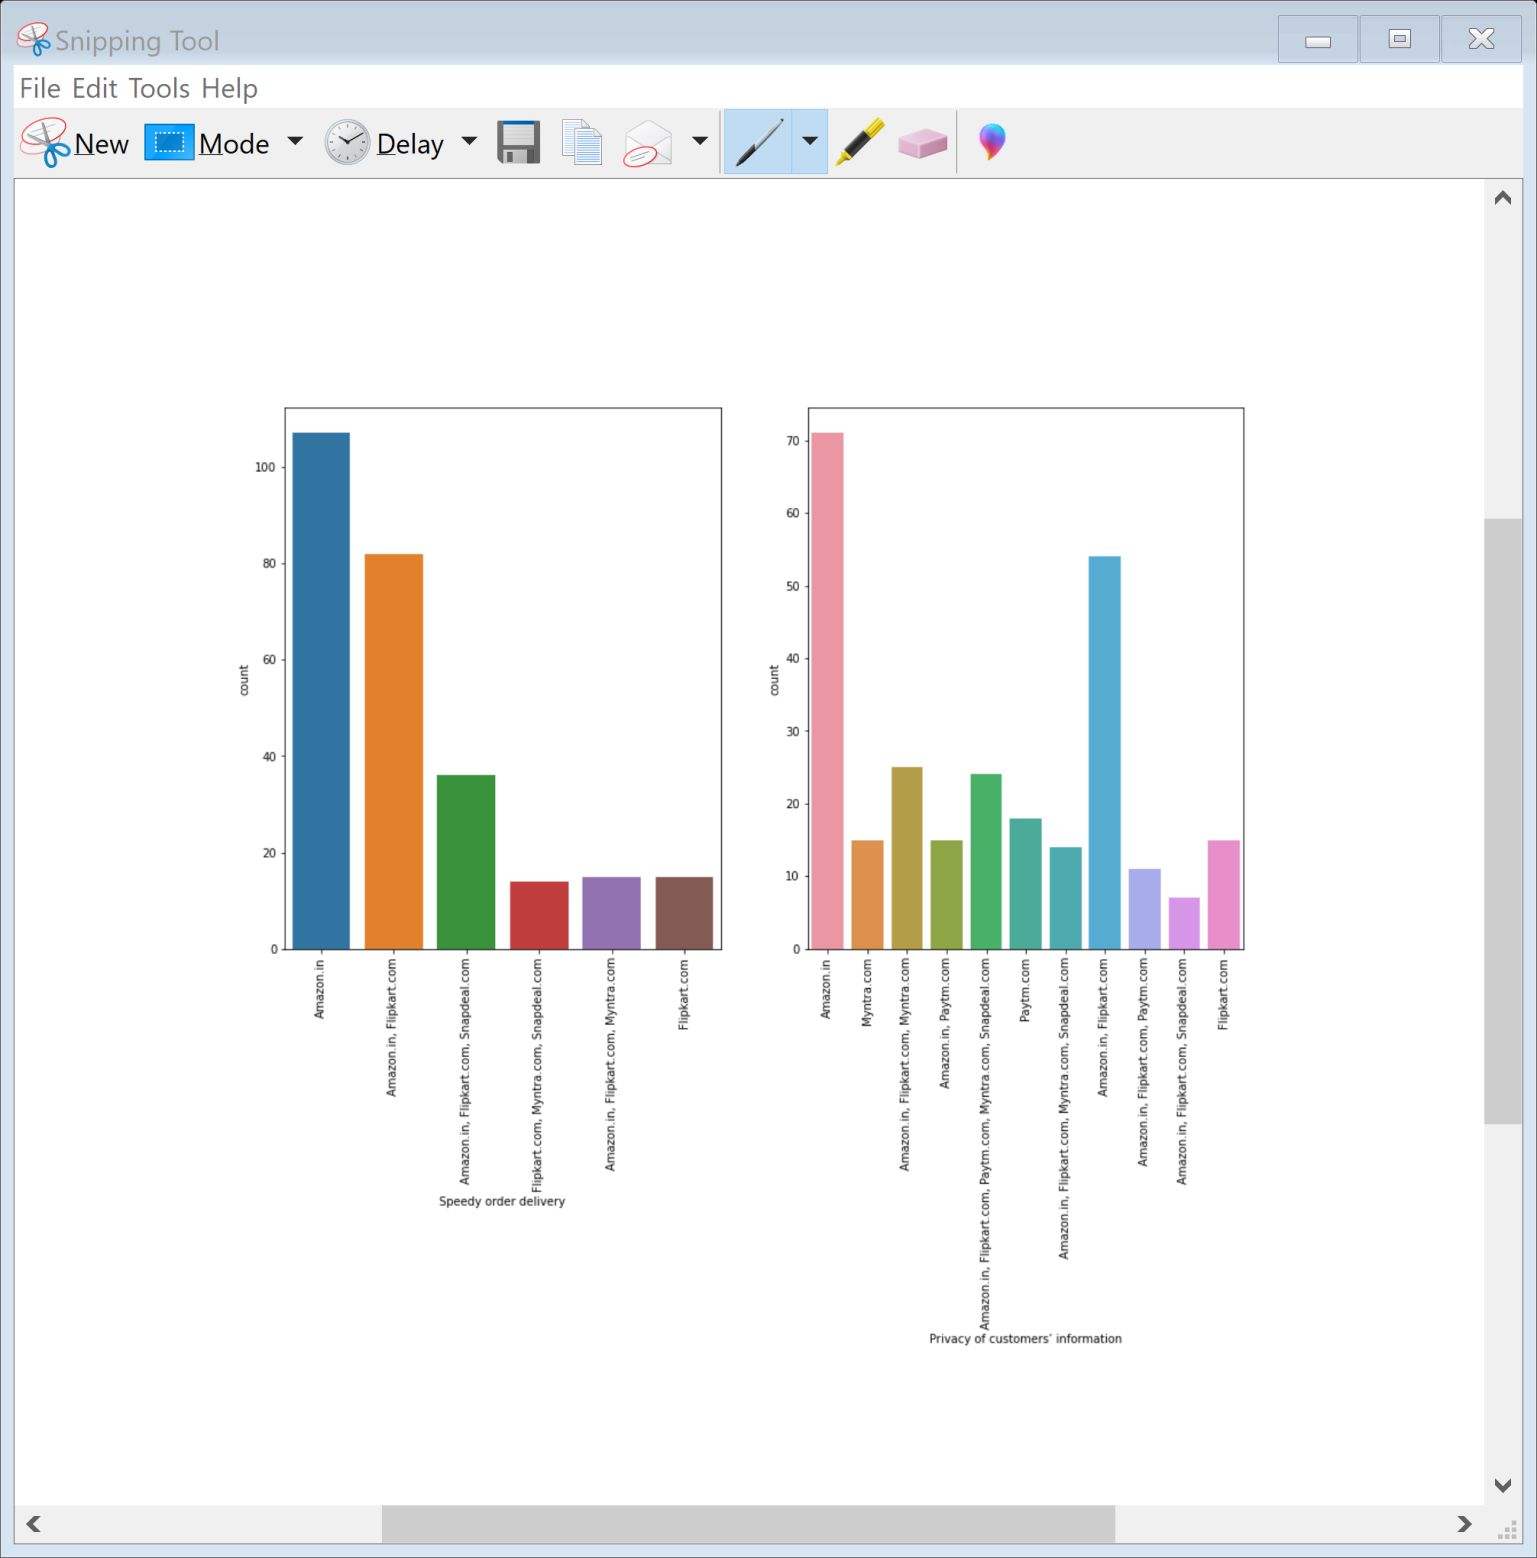 Snipping Tool
File Edit Tools Help
New Mode Delay
100
80
60
40
20
0
count
Amazon.in
Amazon.in, Flipkart.com
Amazon.in, Flipkart.com, Snapdeal.com
Flipkart.com, Myntra.com, Snapdeal.com
Amazon.in, Flipkart.com, Myntra.com
Flipkart.com
Speedy order delivery
70
60
50
40
30
20
10
0
count
Amazon.in
Myntra.com
Amazon.in, Flipkart.com, Myntra.com
Amazon.in, Paytm.com
Amazon.in, Flipkart.com, Paytm.com, Myntra.com, Snapdeal.com
Paytm.com
Amazon.in, Flipkart.com, Myntra.com, Snapdeal.com
Amazon.in, Flipkart.com
Amazon.in, Flipkart.com, Paytm.com
Amazon.in, Flipkart.com, Snapdeal.com
Flipkart.com
Privacy of customers' information